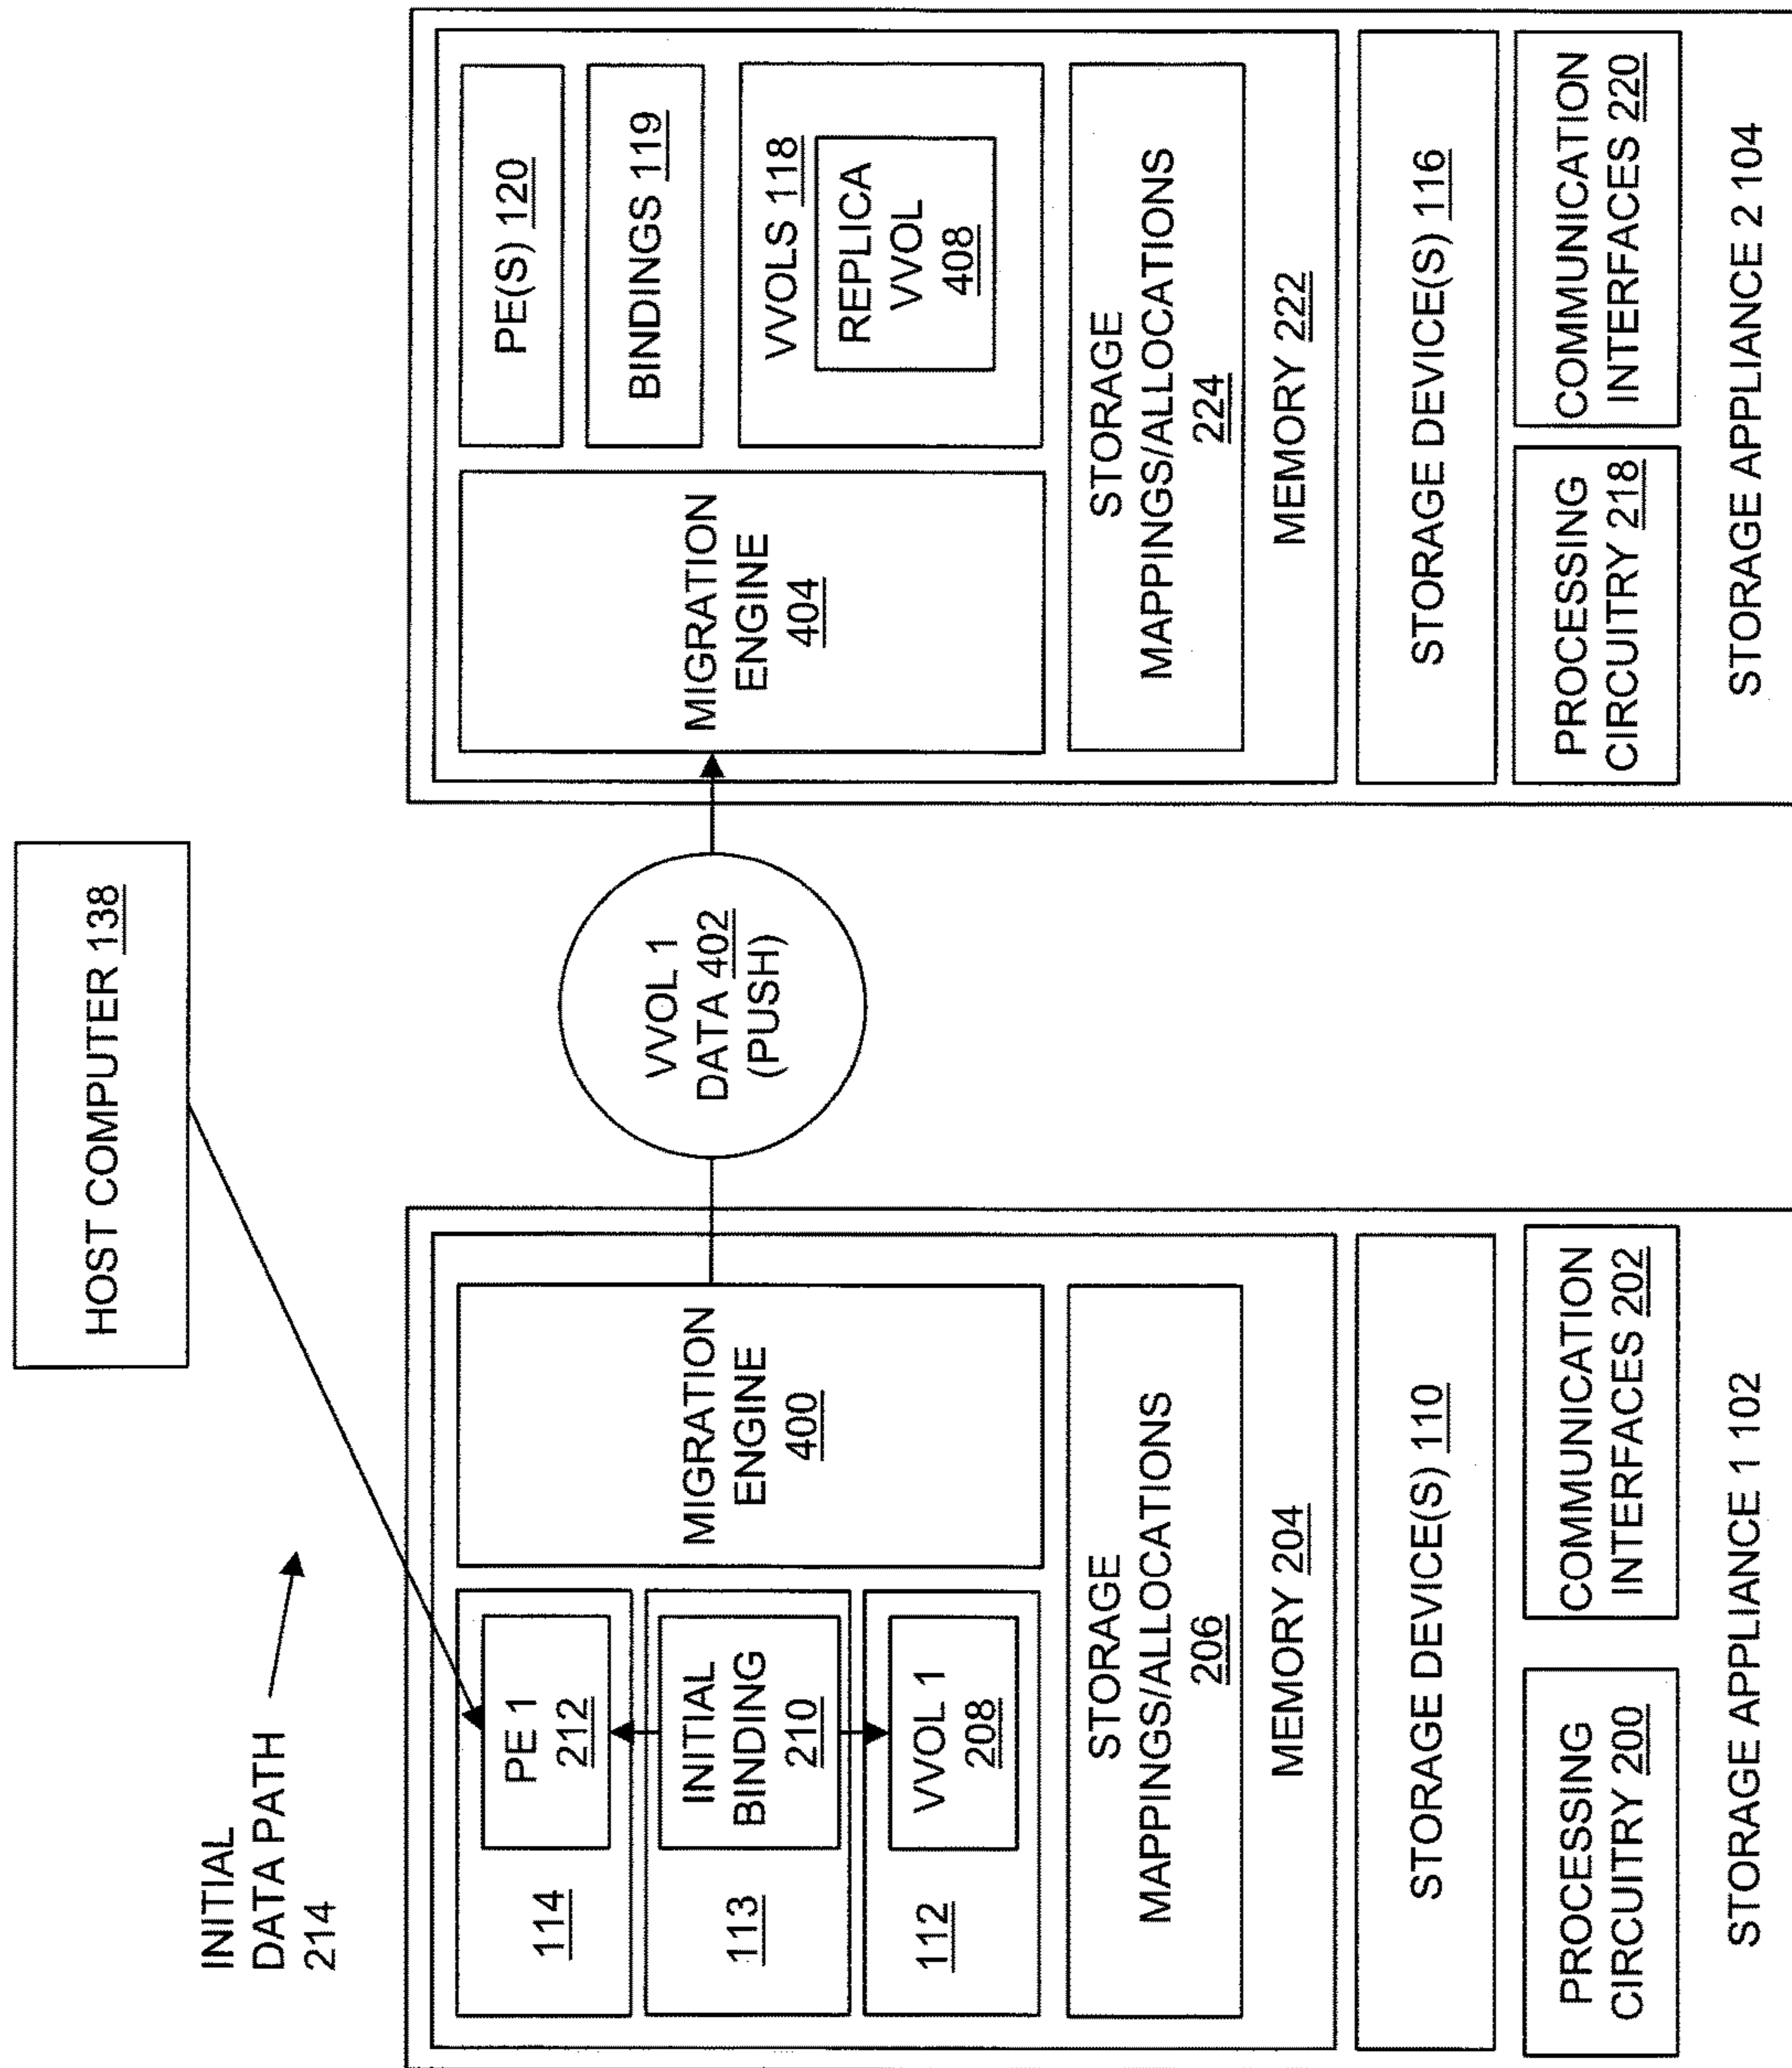 HOST COMPUTER 138
INITIAL
DATA PATH
214
114
PE 1
212
113
INITIAL
BINDING
210
112
VVOL 1
208
MIGRATION
ENGINE
400
STORAGE
MAPPINGS/ALLOCATIONS
206
MEMORY 204
STORAGE DEVICE(S) 110
PROCESSING
CIRCUITRY 200
COMMUNICATION
INTERFACES 202
STORAGE APPLIANCE 1 102
VVOL 1
DATA 402
(PUSH)
MIGRATION
ENGINE
404
PE(S) 120
BINDINGS 119
VVOLS 118
REPLICA
VVOL
408
STORAGE
MAPPINGS/ALLOCATIONS
224
MEMORY 222
STORAGE DEVICE(S) 116
PROCESSING
CIRCUITRY 218
COMMUNICATION
INTERFACES 220
STORAGE APPLIANCE 2 104